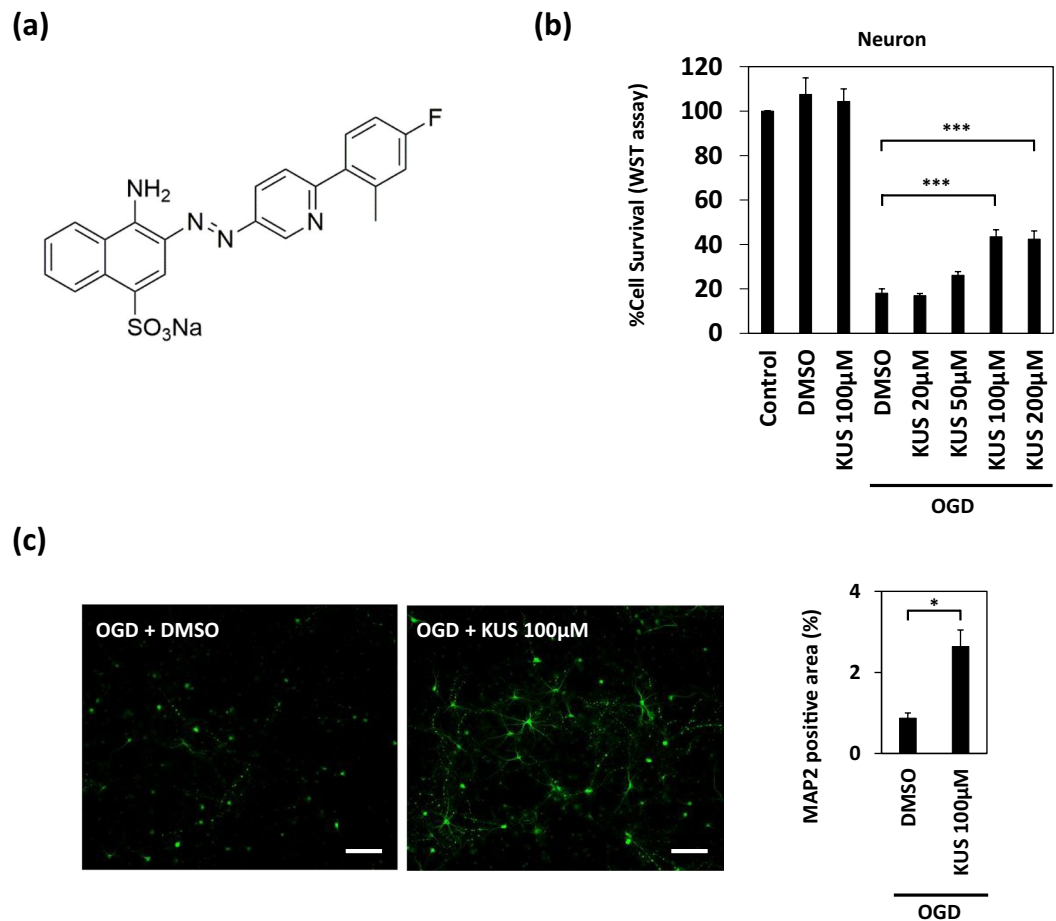 (a)
NH2
N
N
N
F
SO3Na
(b)
Neuron
%Cell Survival (WST assay)
120
100
80
60
40
20
0
***
***
Control
DMSO
KUS 100µM
DMSO
KUS 20µM
KUS 50µM
KUS 100µM
KUS 200µM
OGD
(c)
OGD + DMSO
OGD + KUS 100µM
MAP2 positive area (%)
4
2
0
*
DMSO
KUS 100µM
OGD